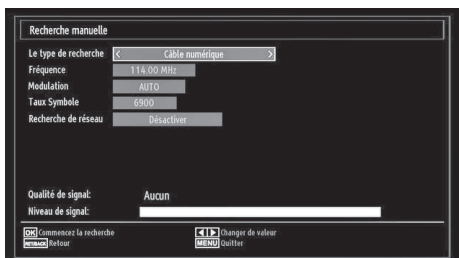 Recherche manuelle
Le type de recherche < Câble numérique >
Fréquence 114.00 MHz
Modulation AUTO
Taux Symbole 6900
Recherche de réseau Désactiver
Qualité de signal: Aucun
Niveau de signal:
OK Commencez la recherche ◀ ▶ Changer de valeur
RET/BACK Retour MENU Quitter